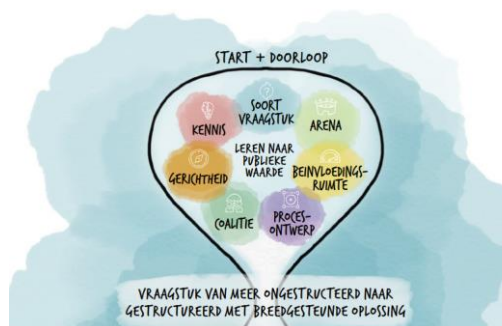 START + DOORLOOP
SOORT
VRAAGSTUK
KENNIS
ARENA
LEREN NAAR
PUBLIEKE
WAARDE
GERICHTHEID
BEINVLOEDINGS-
RUIMTE
COALITIE
PROCES-
ONTWERP
VRAAGSTUK VAN MEER ONGESTRUCTEERD NAAR
GESTRUCTUREERD MET BREEDGESTEUNDE OPLOSSING